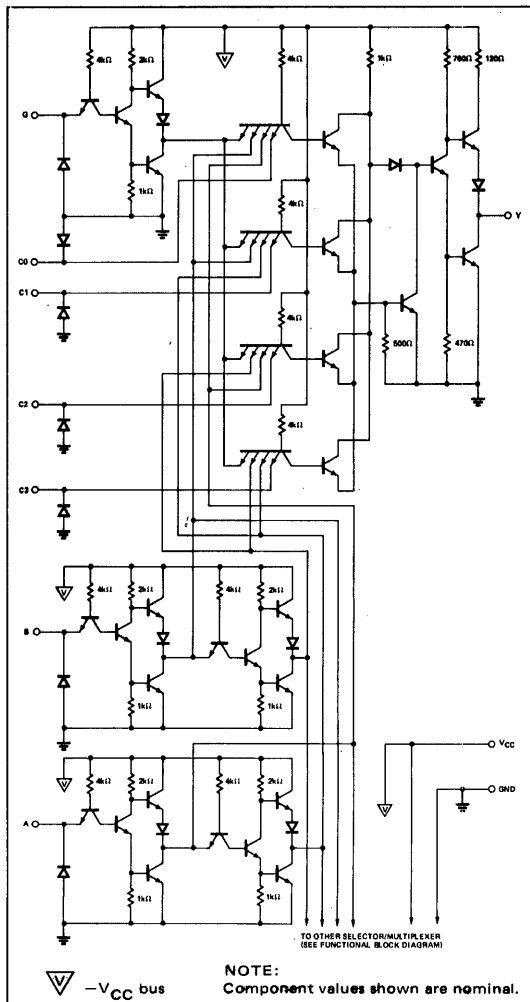 4kΩ 2kΩ 4kΩ 1kΩ 760Ω 130Ω
G
1kΩ
Y
4kΩ
C0
C1
500Ω 470Ω
4kΩ
C2
4kΩ
C3
4kΩ 2kΩ 4kΩ 2kΩ
B
1kΩ 1kΩ
VCC
4kΩ 2kΩ 4kΩ 2kΩ
GND
A
1kΩ 1kΩ
TO OTHER SELECTOR/MULTIPLEXER
(SEE FUNCTIONAL BLOCK DIAGRAM)
V –VCC bus
NOTE:
Component values shown are nominal.